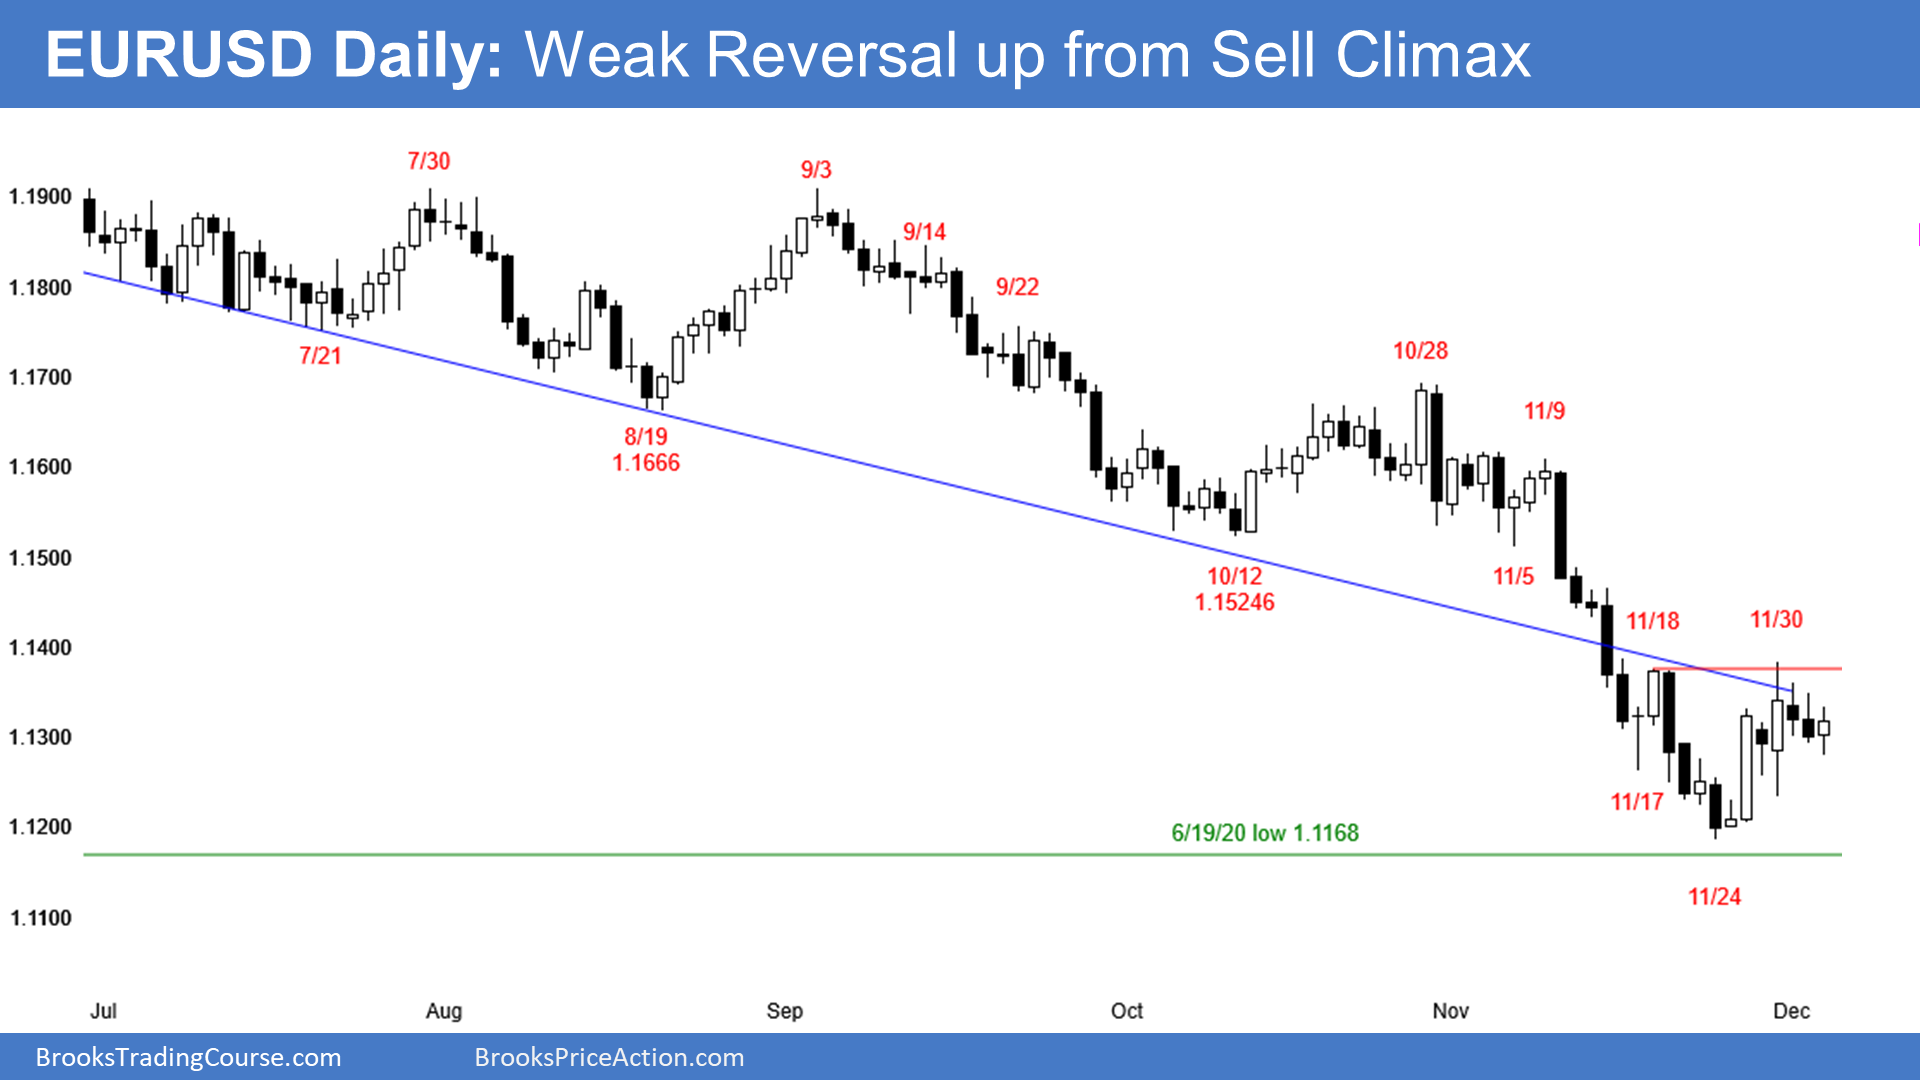 EURUSD Daily: Weak Reversal up from Sell Climax
7/30
9/3
1.1900
9/14
1.1800
9/22
7/21
10/28
1.1700
11/9
8/19
1.1666
1.1600
1.1500
10/12
1.15246
11/5
11/18
11/30
1.1400
1.1300
11/17
1.1200
6/19/20 low 1.1168
11/24
1.1100
Jul
Aug
Sep
Oct
Nov
Dec
BrooksTradingCourse.com
BrooksPriceAction.com